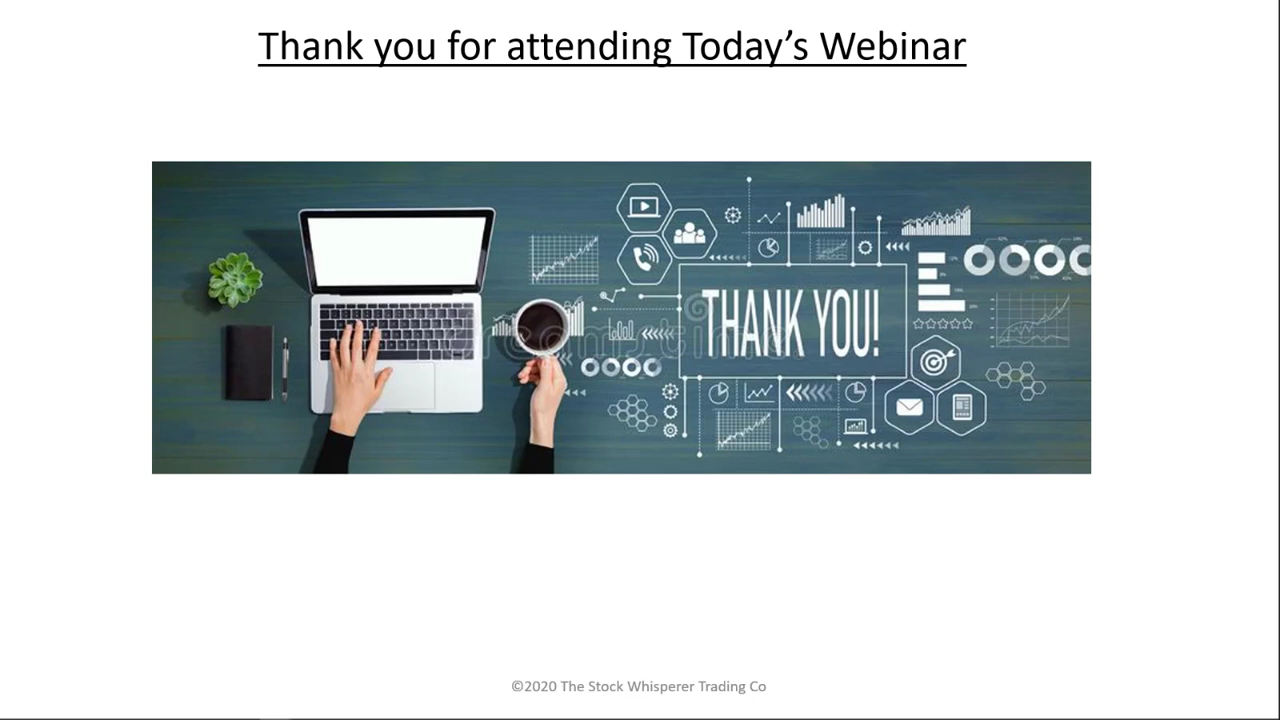 Thank you for attending Today’s Webinar
THANK YOU!
©2020 The Stock Whisperer Trading Co